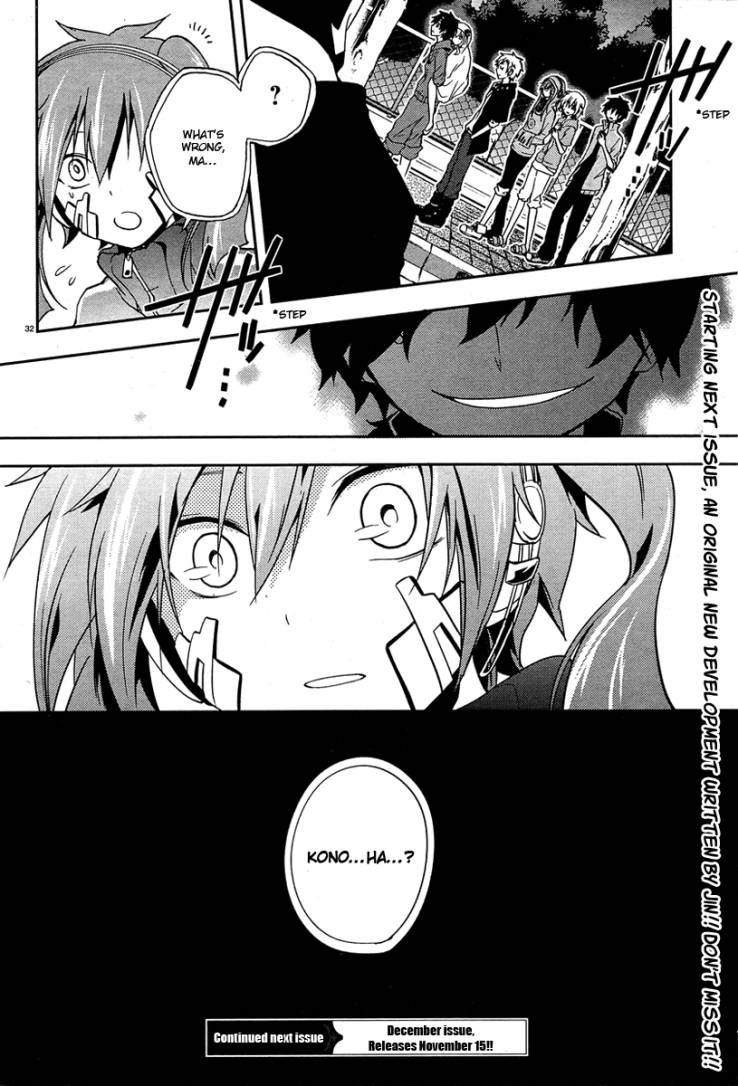 ?
WHAT'S
WRONG,
MA...
*STEP
*STEP
32
STARTING NEXT ISSUE, AN ORIGINAL NEW DEVELOPMENT WRITTEN BY JIN!! DON'T MISS IT!!
KONO...HA...?
Continued next issue
December issue,
Releases November 15!!